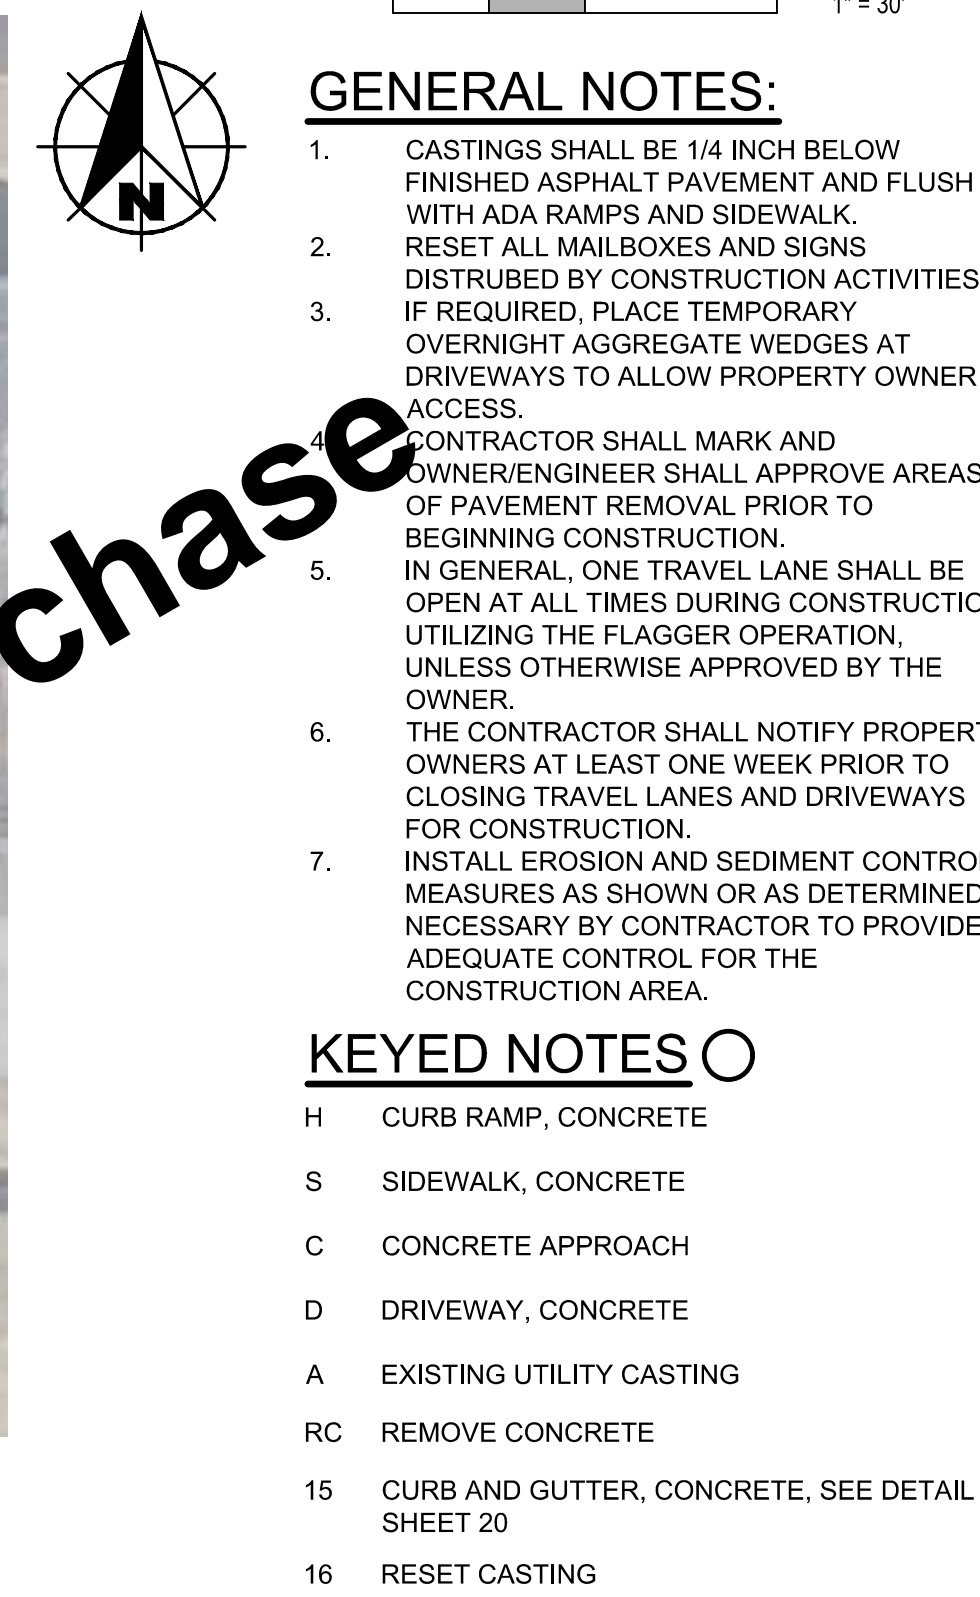 1" = 30'
N
GENERAL NOTES:
1. CASTINGS SHALL BE 1/4 INCH BELOW
FINISHED ASPHALT PAVEMENT AND FLUSH
WITH ADA RAMPS AND SIDEWALK.
2. RESET ALL MAILBOXES AND SIGNS
DISTRUBED BY CONSTRUCTION ACTIVITIES
3. IF REQUIRED, PLACE TEMPORARY
OVERNIGHT AGGREGATE WEDGES AT
DRIVEWAYS TO ALLOW PROPERTY OWNER
ACCESS.
4 CONTRACTOR SHALL MARK AND
OWNER/ENGINEER SHALL APPROVE AREAS
OF PAVEMENT REMOVAL PRIOR TO
BEGINNING CONSTRUCTION.
chase
5. IN GENERAL, ONE TRAVEL LANE SHALL BE
OPEN AT ALL TIMES DURING CONSTRUCTIO
UTILIZING THE FLAGGER OPERATION,
UNLESS OTHERWISE APPROVED BY THE
OWNER.
6. THE CONTRACTOR SHALL NOTIFY PROPERT
OWNERS AT LEAST ONE WEEK PRIOR TO
CLOSING TRAVEL LANES AND DRIVEWAYS
FOR CONSTRUCTION.
7. INSTALL EROSION AND SEDIMENT CONTROL
MEASURES AS SHOWN OR AS DETERMINED
NECESSARY BY CONTRACTOR TO PROVIDE
ADEQUATE CONTROL FOR THE
CONSTRUCTION AREA.
KEYED NOTES
H CURB RAMP, CONCRETE
S SIDEWALK, CONCRETE
C CONCRETE APPROACH
D DRIVEWAY, CONCRETE
A EXISTING UTILITY CASTING
RC REMOVE CONCRETE
15 CURB AND GUTTER, CONCRETE, SEE DETAIL
SHEET 20
16 RESET CASTING